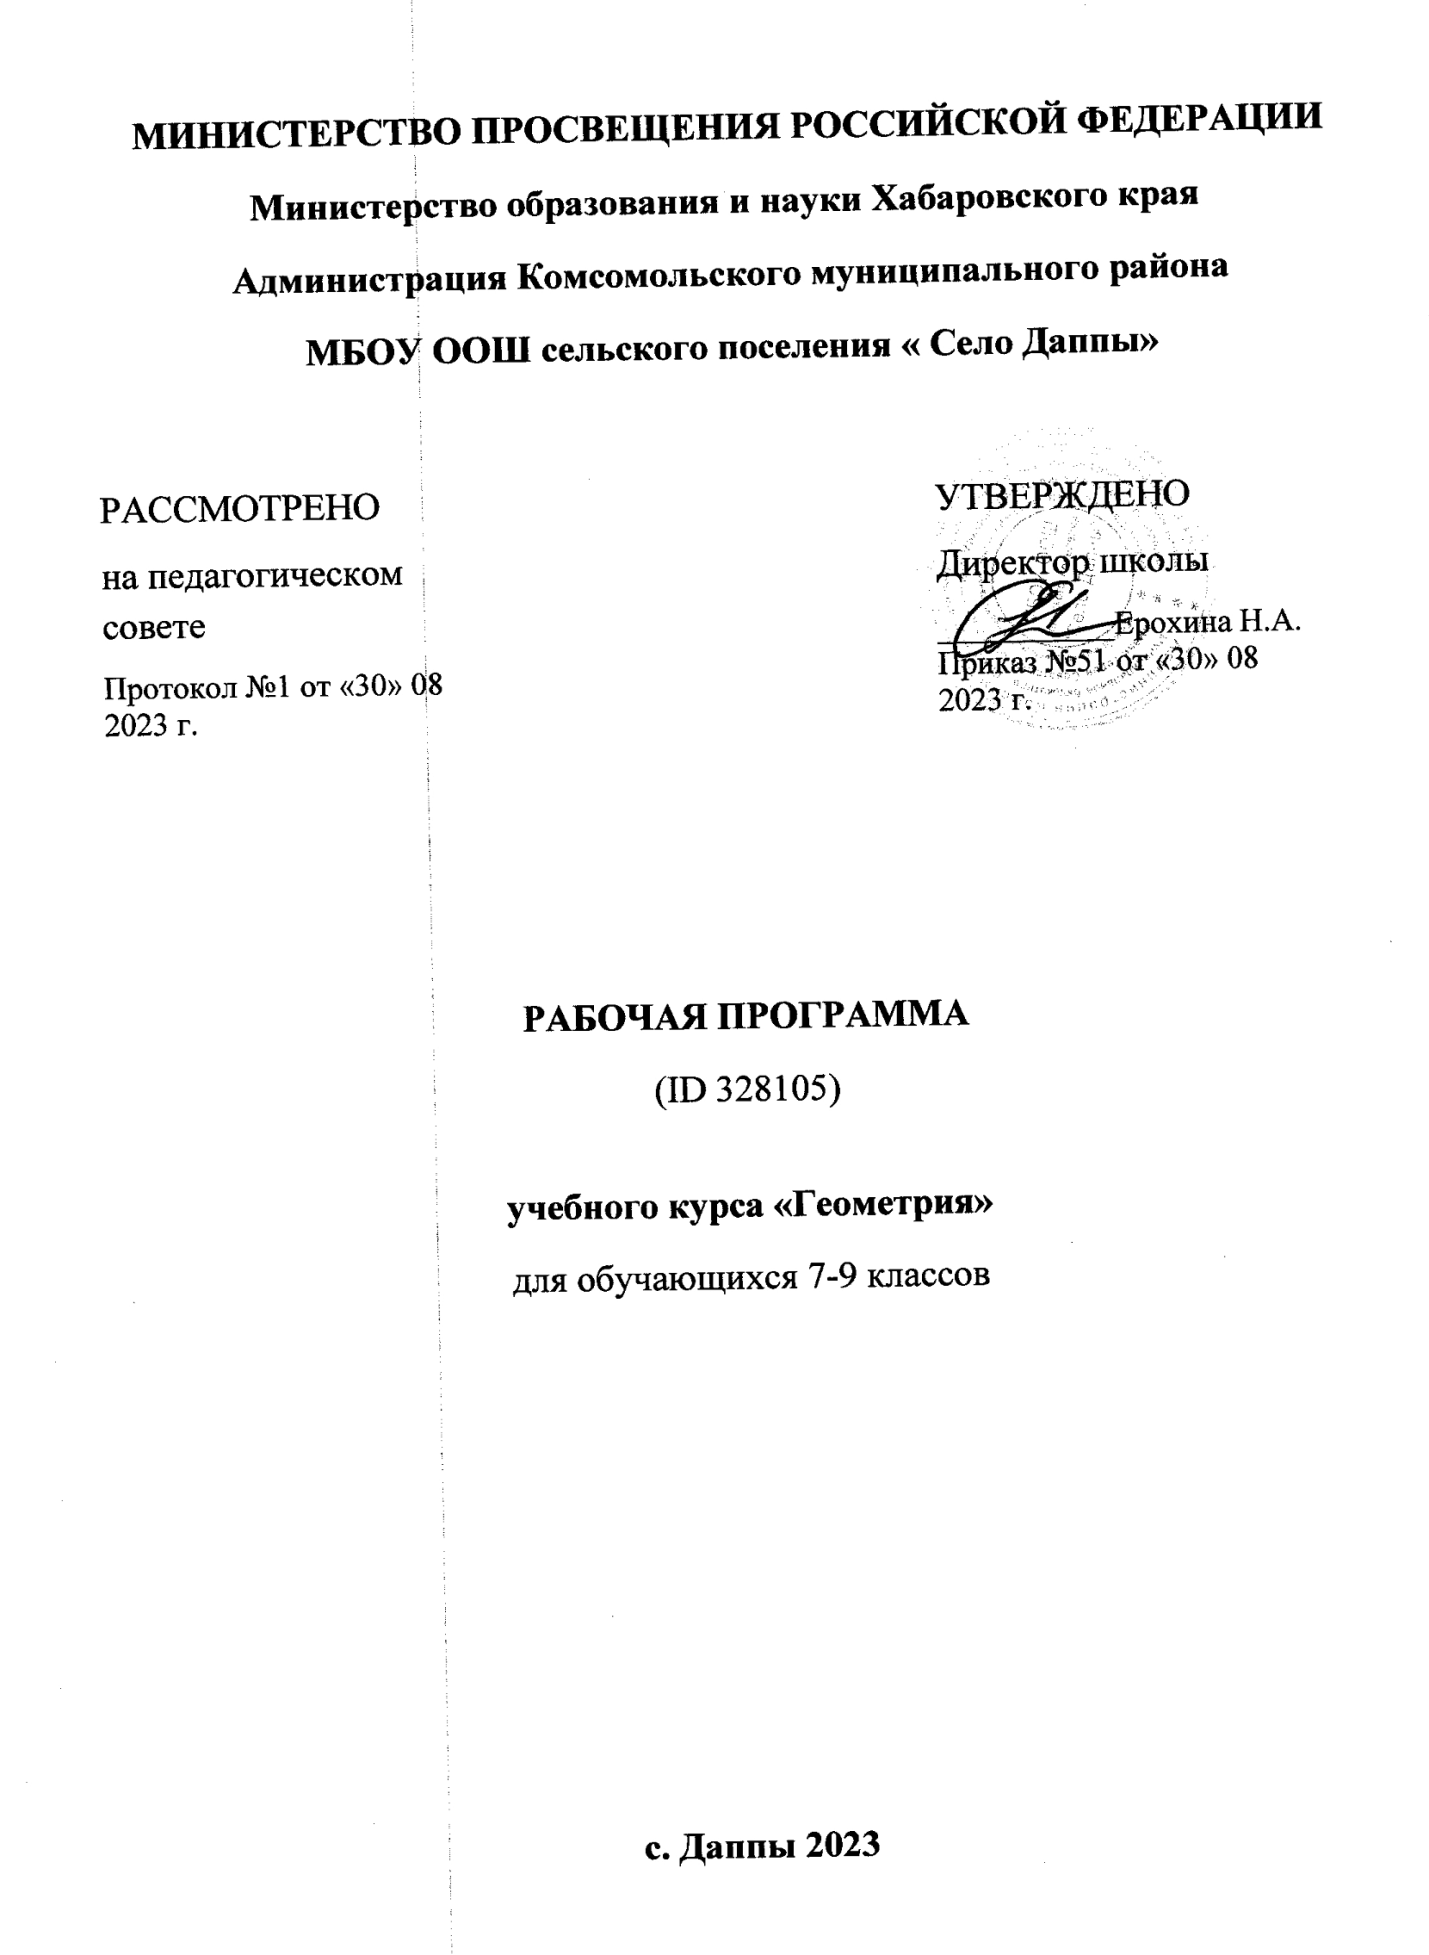 МИНИСТЕРСТВО ПРОСВЕЩЕНИЯ РОССИЙСКОЙ ФЕДЕРАЦИИ
Министерство образования и науки Хабаровского края
Администрация Комсомольского муниципального района
МБОУ ООШ сельского поселения « Село Даппы»
РАССМОТРЕНО
на педагогическом
совете
Протокол №1 от «30» 08
2023 г.
УТВЕРЖДЕНО
Директор школы
Ерохина Н.А.
Приказ №51 от «30» 08
2023 г.
РАБОЧАЯ ПРОГРАММА
(ID 328105)
учебного курса «Геометрия»
для обучающихся 7-9 классов
с. Даппы 2023